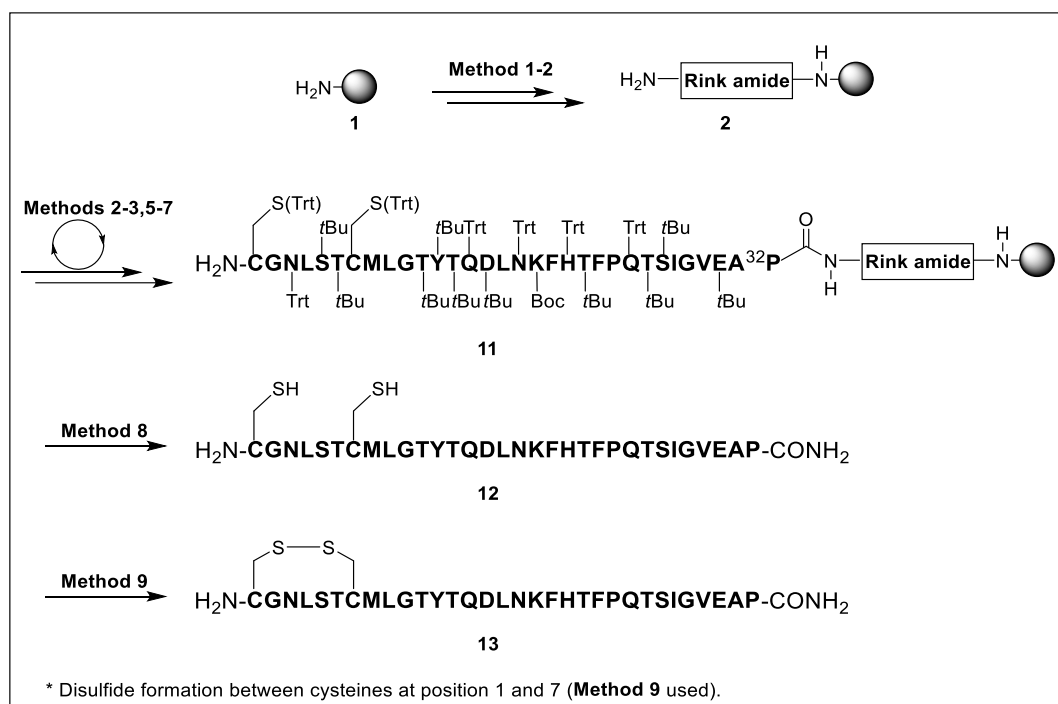 H₂N
1
Method 1-2
H₂N Rink amide H N
2
Methods 2-3,5-7
S(Trt) S(Trt)
tBu tBu Trt Trt Trt Trt tBu
H₂N-CGNLSTCMLGTYTQDLNKFHTFPQTSIGVEA ³²P O N H Rink amide H N
Trt tBu tBu tBu tBu Boc tBu tBu tBu
11
SH SH
Method 8
H₂N-CGNLSTCMLGTYTQDLNKFHTFPQTSIGVEAP-CONH₂
12
S S
Method 9
H₂N-CGNLSTCMLGTYTQDLNKFHTFPQTSIGVEAP-CONH₂
13
* Disulfide formation between cysteines at position 1 and 7 (Method 9 used).